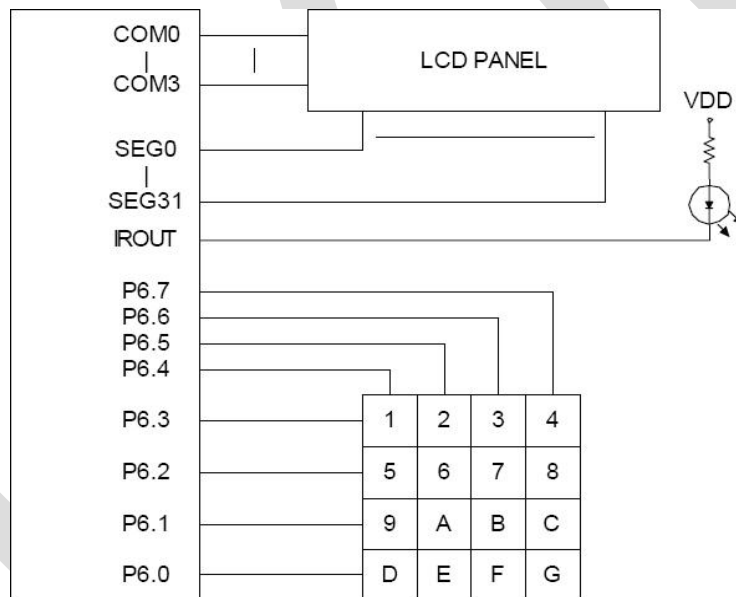 COM0
LCD PANEL
COM3
VDD
SEG0
SEG31
IROUT
P6.7
P6.6
P6.5
P6.4
P6.3 1 2 3 4
P6.2 5 6 7 8
P6.1 9 A B C
P6.0 D E F G